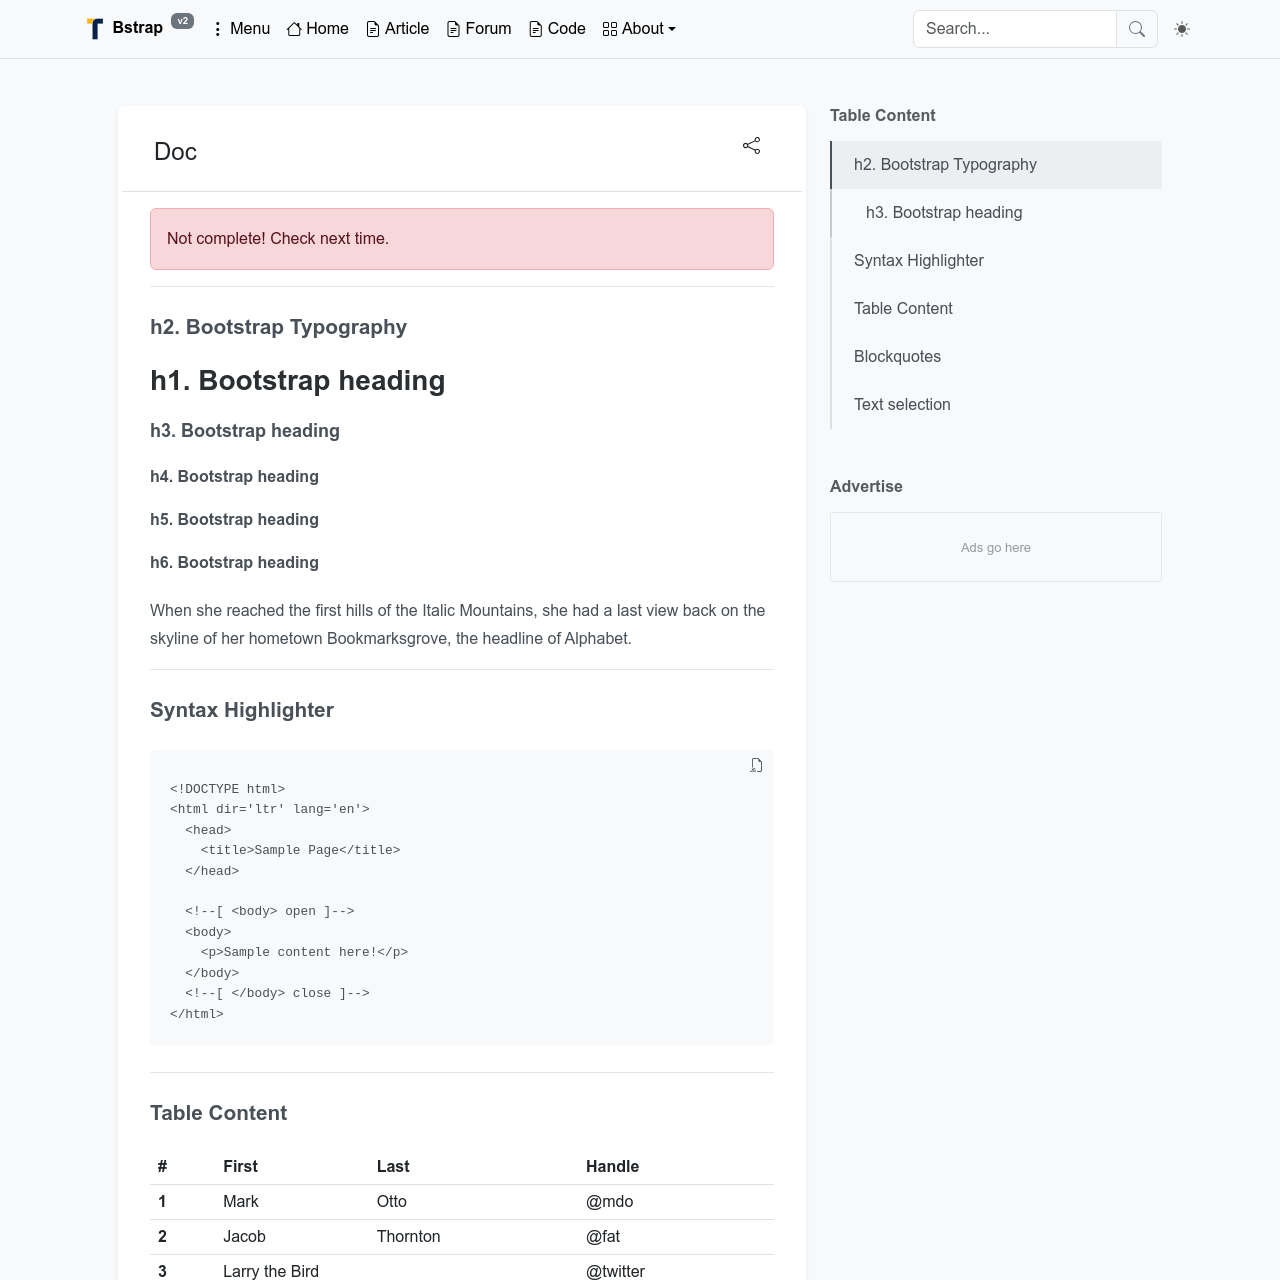 Bstrap v2 Menu Home Article Forum Code About Search...
Doc
Not complete! Check next time.
h2. Bootstrap Typography
h1. Bootstrap heading
h3. Bootstrap heading
h4. Bootstrap heading
h5. Bootstrap heading
h6. Bootstrap heading
When she reached the first hills of the Italic Mountains, she had a last view back on the
skyline of her hometown Bookmarksgrove, the headline of Alphabet.
Syntax Highlighter
<!DOCTYPE html>
<html dir='ltr' lang='en'>
  <head>
    <title>Sample Page</title>
  </head>

  <!--[ <body> open ]-->
  <body>
    <p>Sample content here!</p>
  </body>
  <!--[ </body> close ]-->
</html>
Table Content
# First Last Handle
1 Mark Otto @mdo
2 Jacob Thornton @fat
3 Larry the Bird @twitter
Table Content
h2. Bootstrap Typography
h3. Bootstrap heading
Syntax Highlighter
Table Content
Blockquotes
Text selection
Advertise
Ads go here